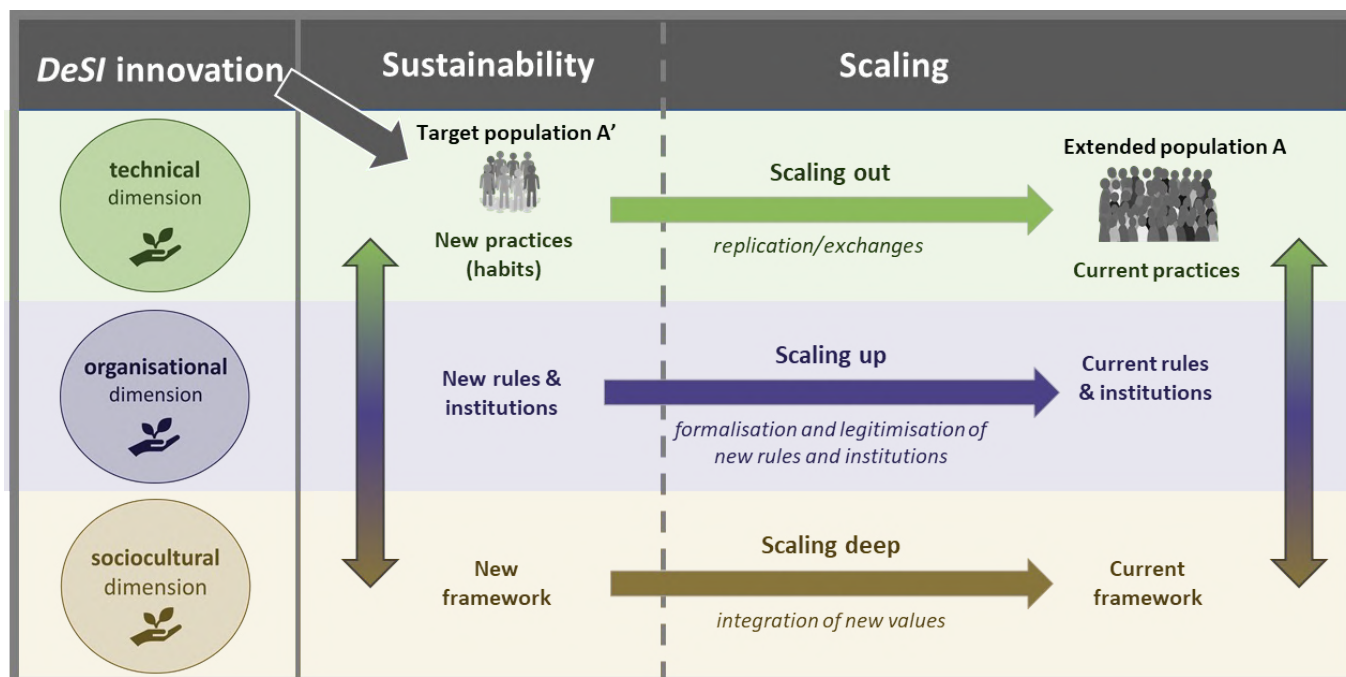 DeSI innovation
Sustainability
Scaling
technical
dimension
Target population A’
New practices
(habits)
Scaling out
replication/exchanges
Extended population A
Current practices
organisational
dimension
New rules &
institutions
Scaling up
formalisation and legitimisation of
new rules and institutions
Current rules
& institutions
sociocultural
dimension
New
framework
Scaling deep
integration of new values
Current
framework